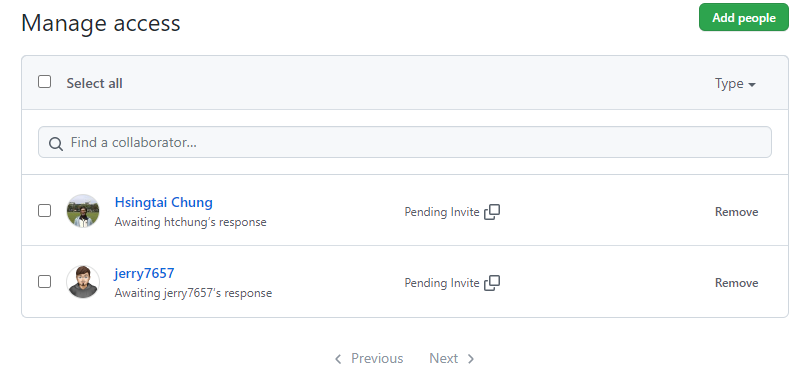 Manage access
Add people
Select all
Type
Find a collaborator...
Hsingtai Chung
Awaiting htchung's response
Pending Invite
Remove
jerry7657
Awaiting jerry7657's response
Pending Invite
Remove
Previous
Next